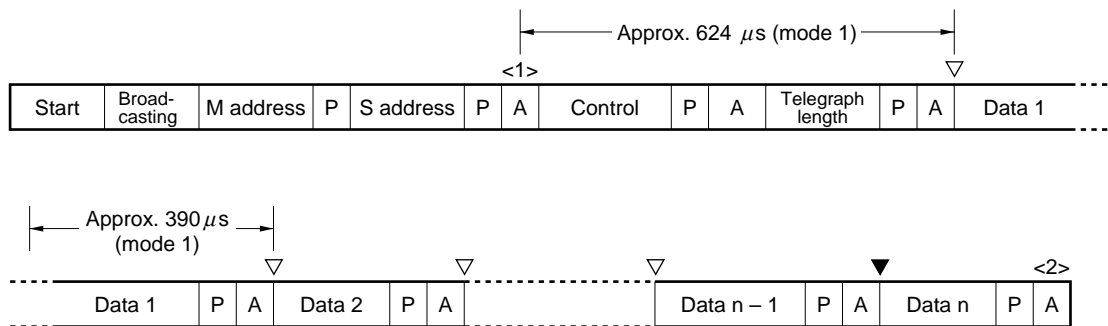 Approx. 624 μs (mode 1)
<1>
Start Broad- casting M address P S address P A Control P A Telegraph length P A Data 1
Approx. 390 μs
(mode 1)
<2>
Data 1 P A Data 2 P A Data n – 1 P A Data n P A